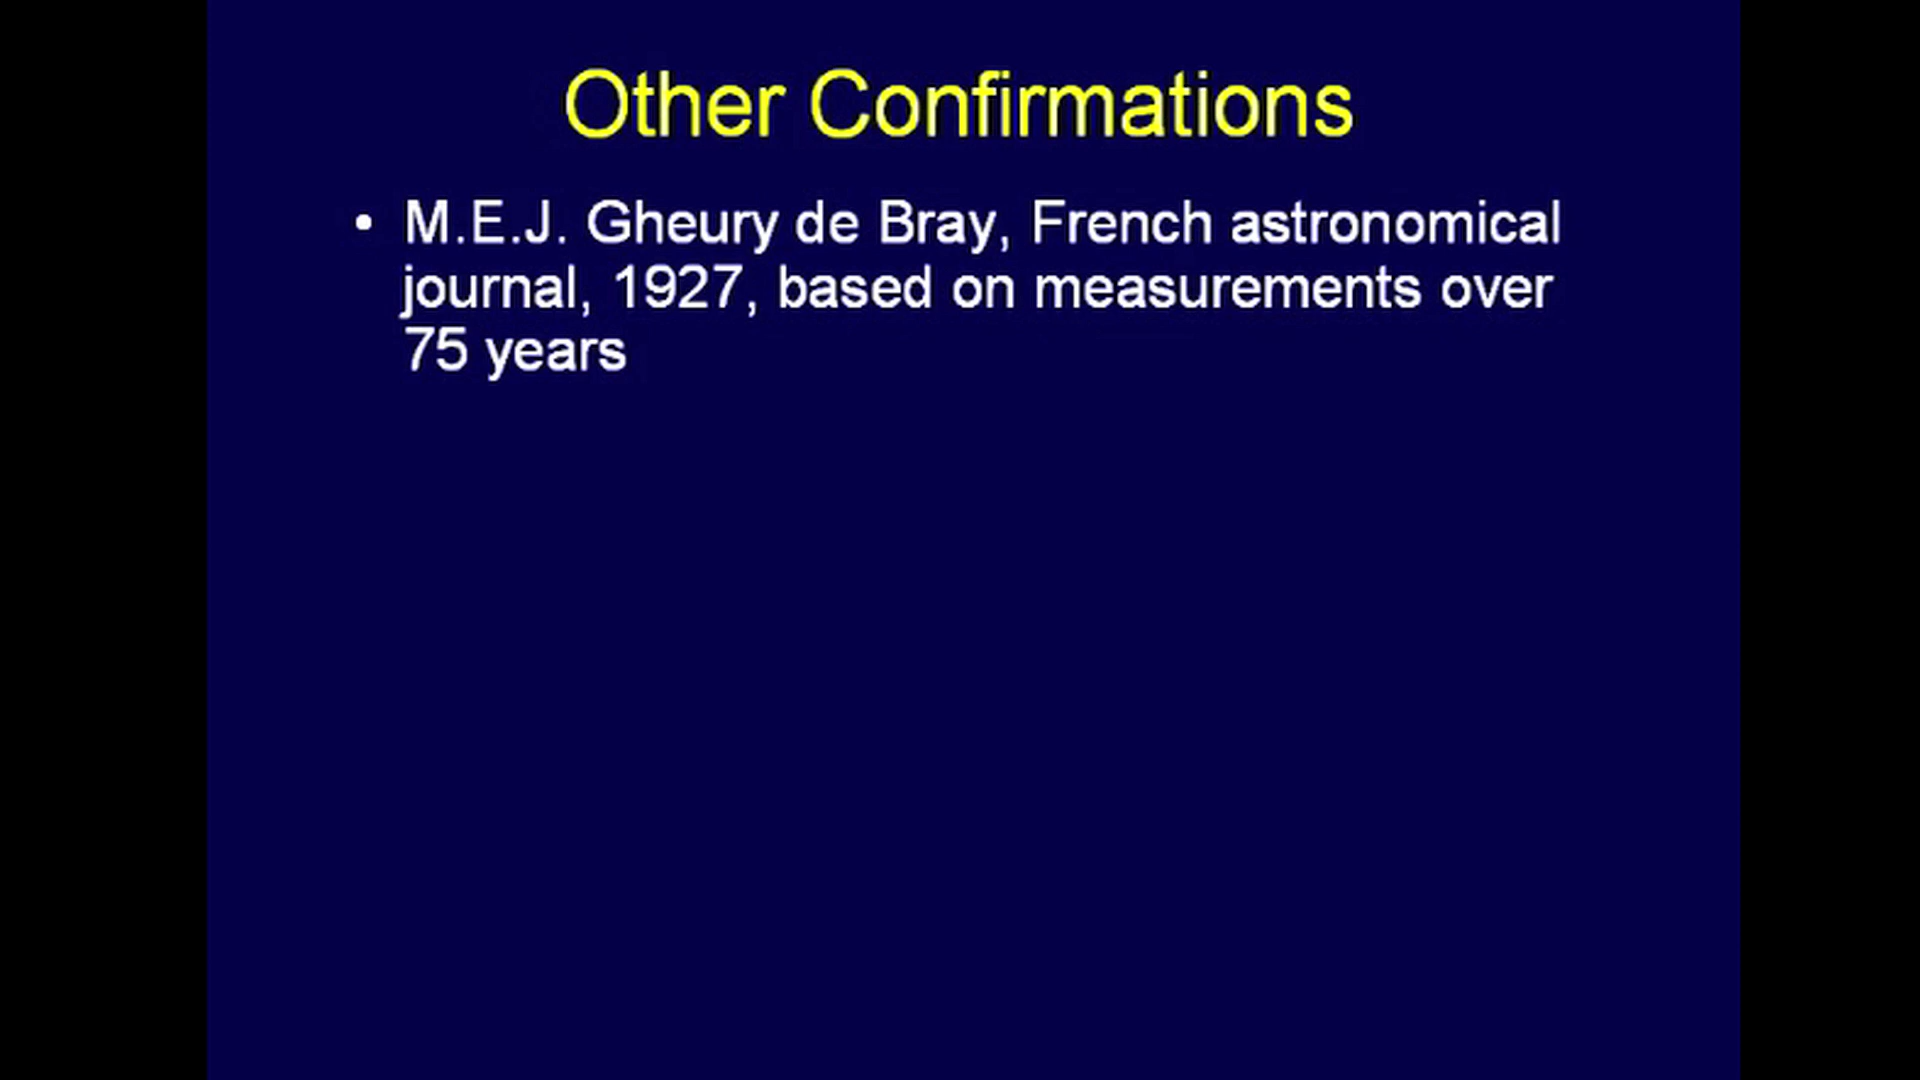 Other Confirmations
• M.E.J. Gheury de Bray, French astronomical
journal, 1927, based on measurements over
75 years